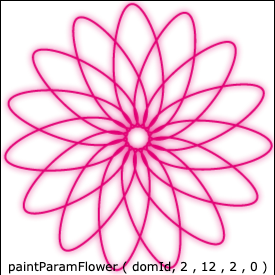 paintParamFlower ( domId, 2 , 12 , 2 , 0 )